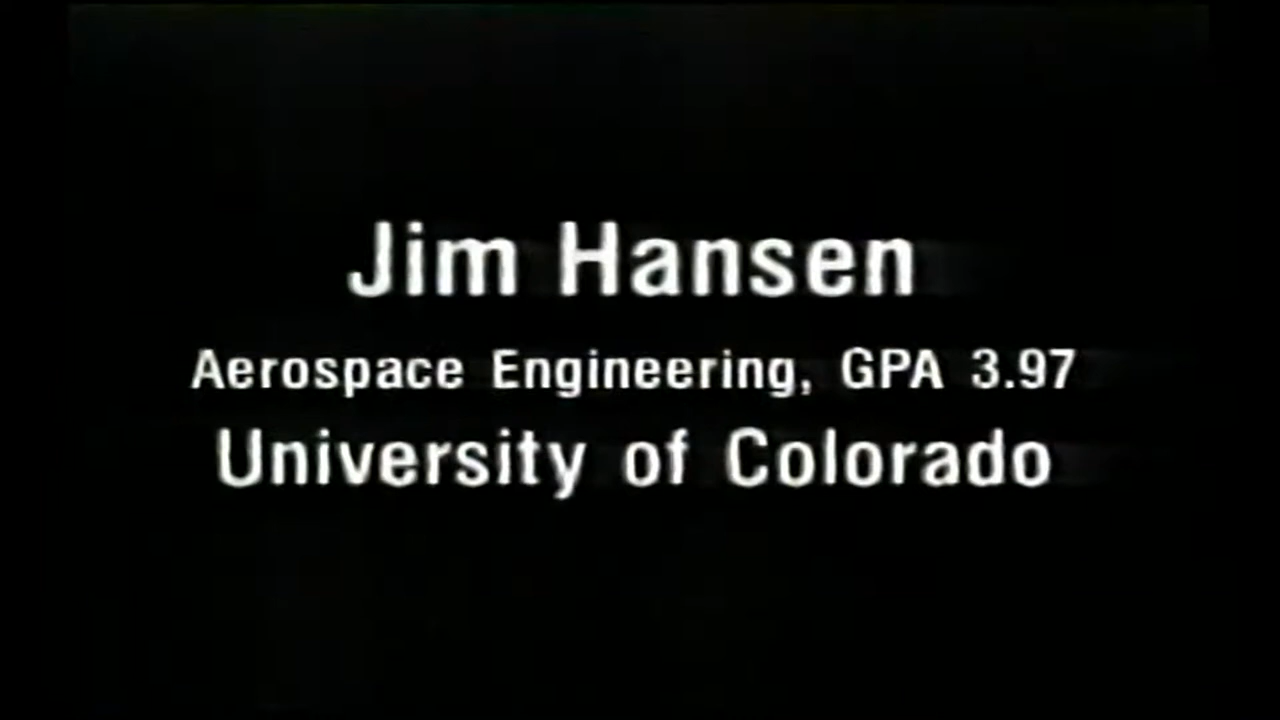 Jim Hansen
Aerospace Engineering, GPA 3.97
University of Colorado